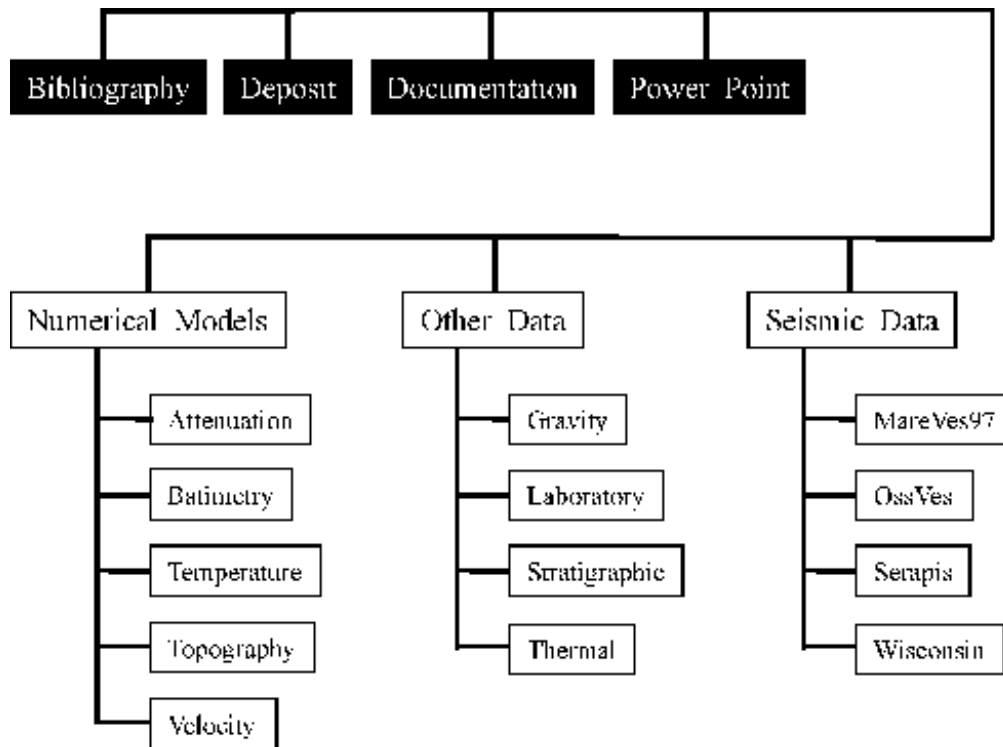 Bibliography
Deposit
Documentation
Power Point
Numerical Models
Attenuation
Batimetry
Temperature
Topography
Velocity
Other Data
Gravity
Laboratory
Stratigraphic
Thermal
Seismic Data
MareVes97
OssVes
Serapis
Wisconsin